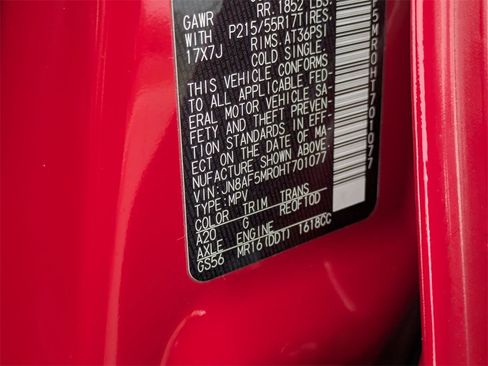 GAWR RR. 1852 LBS.
WITH P215/55R17TIRES,
17X7J RIMS, AT36PSI
COLD SINGLE.
THIS VEHICLE CONFORMS
TO ALL APPLICABLE FED-
ERAL MOTOR VEHICLE SA-
FETY AND THEFT PREVEN-
TION STANDARDS IN EFF-
ECT ON THE DATE OF MA-
NUFACTURE SHOWN ABOVE.
VIN:JN8AF5MR0HT701077
TYPE:MPV
COLOR TRIM TRANS
A20 G RE0F10D
AXLE ENGINE
GS56 MR16(DDT) 1618CC
F5MR0HT701077